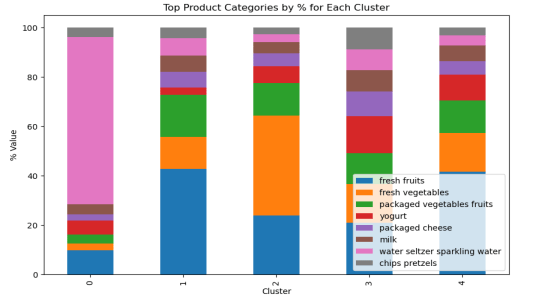 Top Product Categories by % for Each Cluster
100
80
60
40
20
0
% Value
fresh fruits
fresh vegetables
packaged vegetables fruits
yogurt
packaged cheese
milk
water seltzer sparkling water
chips pretzels
0
1
2
3
4
Cluster